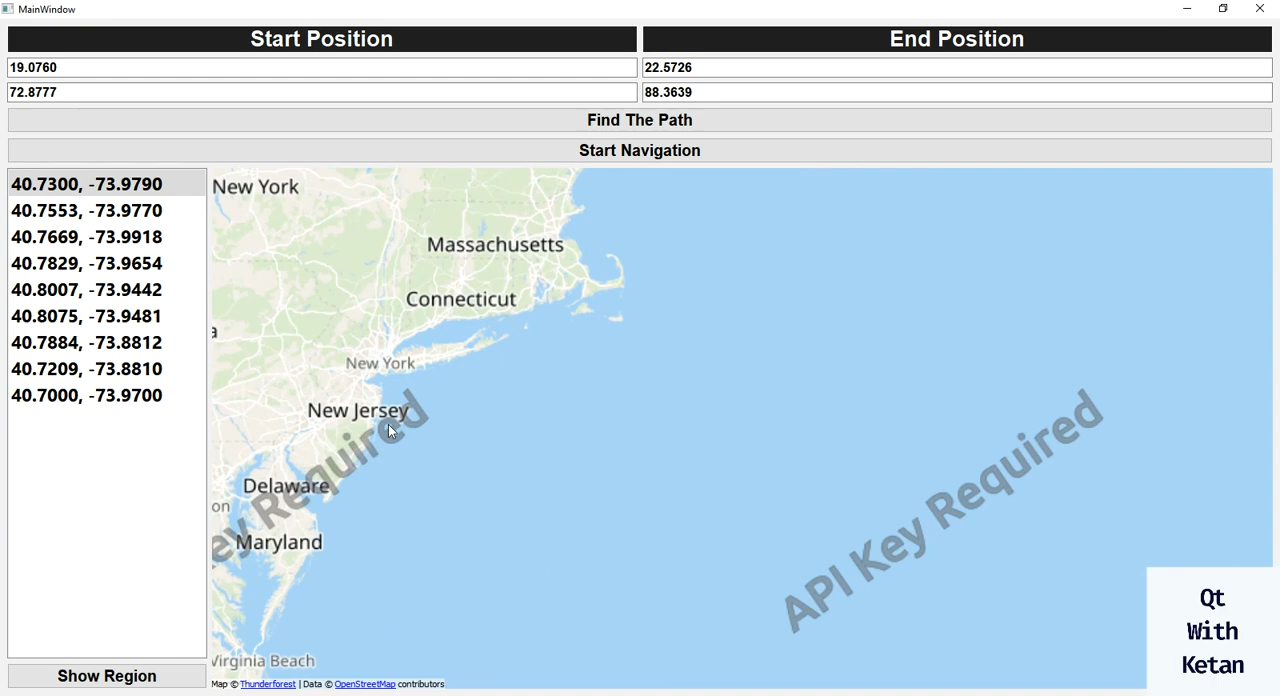 MainWindow
Start Position
End Position
19.0760
22.5726
72.8777
88.3639
Find The Path
Start Navigation
40.7300, -73.9790
40.7553, -73.9770
40.7669, -73.9918
40.7829, -73.9654
40.8007, -73.9442
40.8075, -73.9481
40.7884, -73.8812
40.7209, -73.8810
40.7000, -73.9700
Show Region
New York
Massachusetts
Connecticut
a
New York
New Jersey
Delaware
on
Maryland
Virginia Beach
ey Required
API Key Required
Map © Thunderforest | Data © OpenStreetMap contributors
Qt
With
Ketan